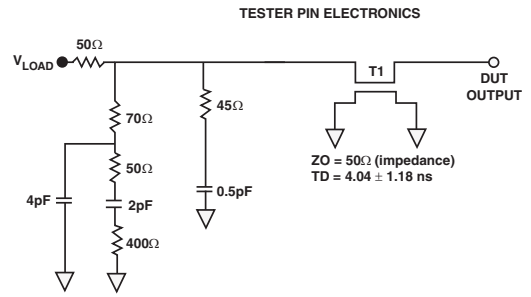 TESTER PIN ELECTRONICS
50Ω
VLOAD
T1
DUT
OUTPUT
70Ω
45Ω
50Ω
4pF
2pF
0.5pF
400Ω
ZO = 50Ω (impedance)
TD = 4.04 ± 1.18 ns